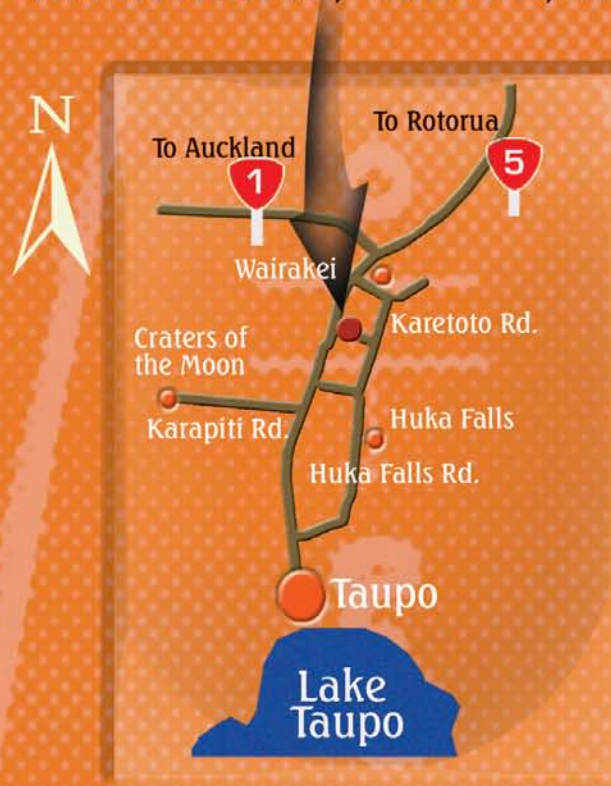 N
To Rotorua
To Auckland
5
1
Wairakei
Karetoto Rd.
Craters of
the Moon
Huka Falls
Karapiti Rd.
Huka Falls Rd.
Taupo
Lake
Taupo